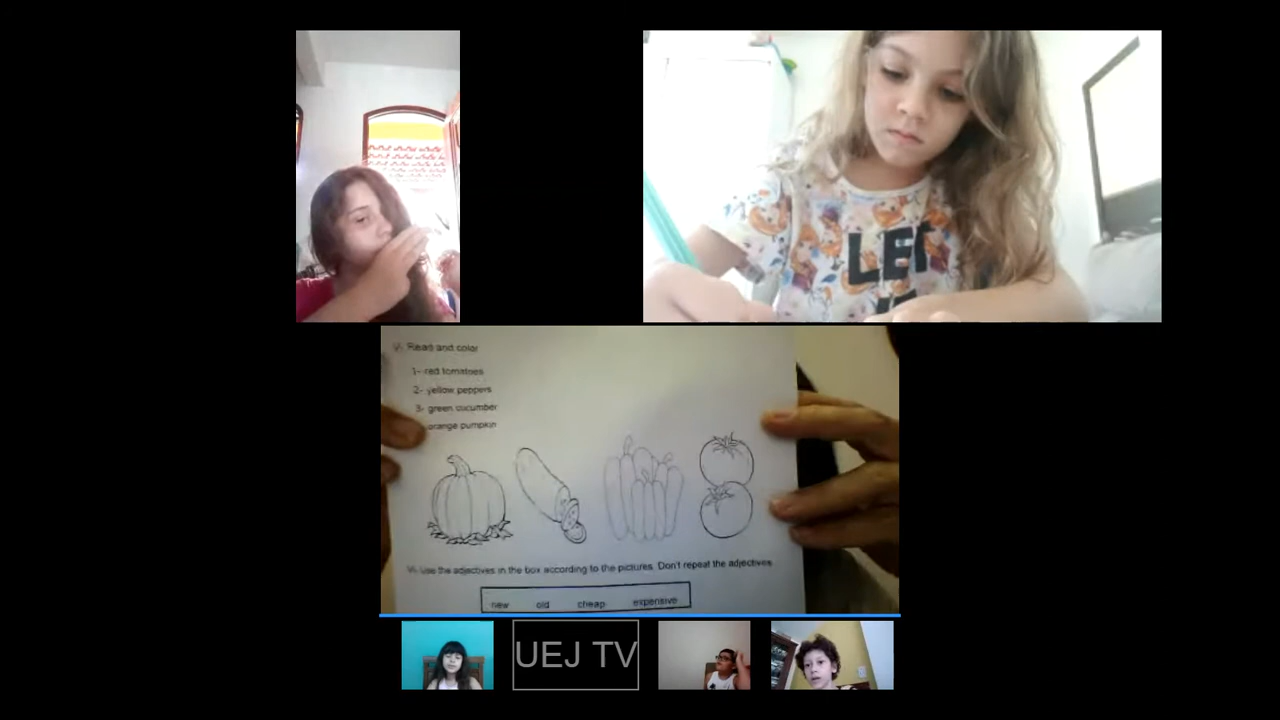 LET
V- Read and color
1- red tomatoes
2- yellow peppers
3- green cucumber
orange pumpkin
Use the adjectives in the box according to the pictures. Don't repeat the adjectives
new old cheap expensive
UEJ TV